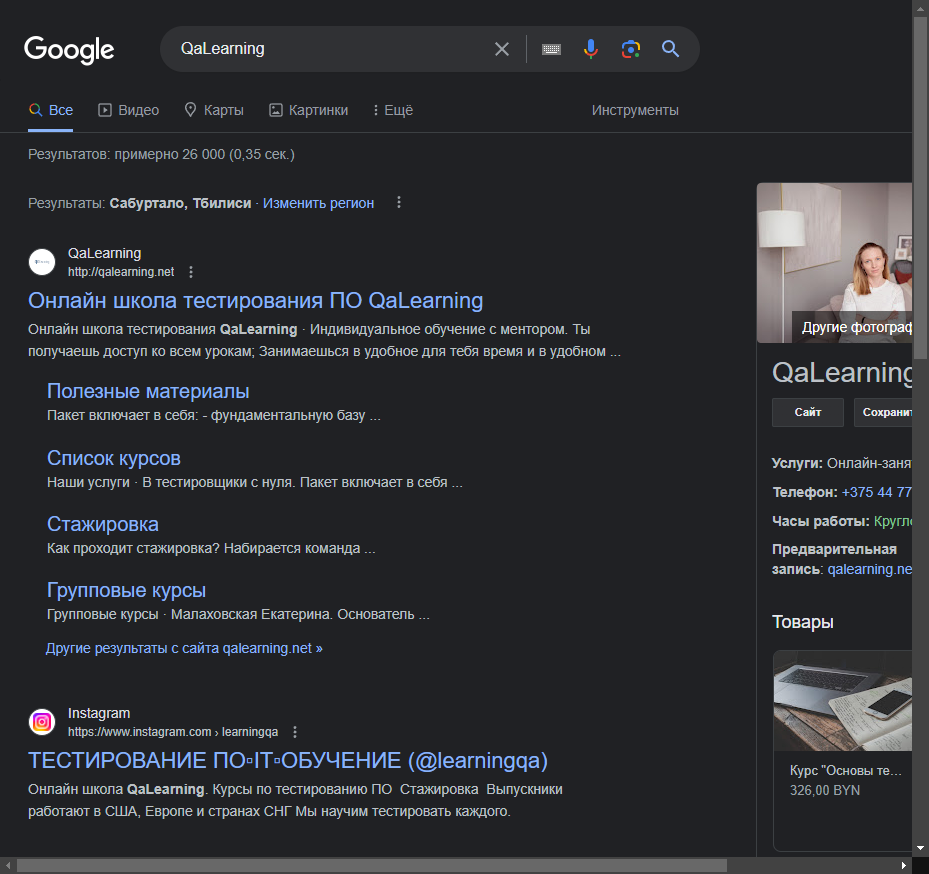 Google
QaLearning
Все
Видео
Карты
Картинки
Ещё
Инструменты
Результатов: примерно 26 000 (0,35 сек.)
Результаты: Сабуртало, Тбилиси · Изменить регион
QaLearning
http://qalearning.net
Онлайн школа тестирования ПО QaLearning
Онлайн школа тестирования QaLearning · Индивидуальное обучение с ментором. Ты
получаешь доступ ко всем урокам; Занимаешься в удобное для тебя время и в удобном ...
Полезные материалы
Пакет включает в себя: - фундаментальную базу ...
Список курсов
Наши услуги · В тестировщики с нуля. Пакет включает в себя ...
Стажировка
Как проходит стажировка? Набирается команда ...
Групповые курсы
Групповые курсы · Малаховская Екатерина. Основатель ...
Другие результаты с сайта qalearning.net »
Instagram
https://www.instagram.com › learningqa
ТЕСТИРОВАНИЕ ПО▫️IT▫️ОБУЧЕНИЕ (@learningqa)
Онлайн школа QaLearning. Курсы по тестированию ПО Стажировка Выпускники
работают в США, Европе и странах СНГ Мы научим тестировать каждого.
Другие фотограф
QaLearning
Сайт
Сохранит
Услуги: Онлайн-заня
Телефон: +375 44 77
Часы работы: Кругло
Предварительная
запись: qalearning.ne
Товары
Курс "Основы те...
326,00 BYN